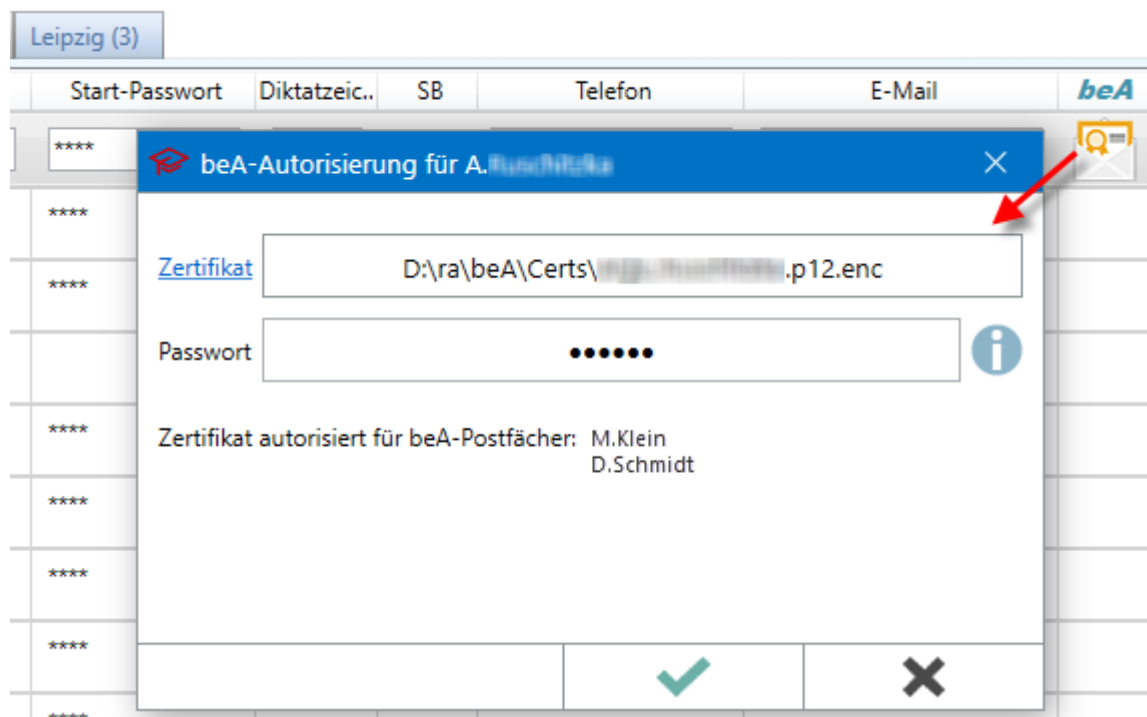 Leipzig (3)
Start-Passwort Diktatzeic.. SB Telefon E-Mail beA
****
beA-Autorisierung für A.
****
Zertifikat D:\ra\beA\Certs\ .p12.enc
****
Passwort ••••••
****
Zertifikat autorisiert für beA-Postfächer: M.Klein
D.Schmidt
****
****
****
****